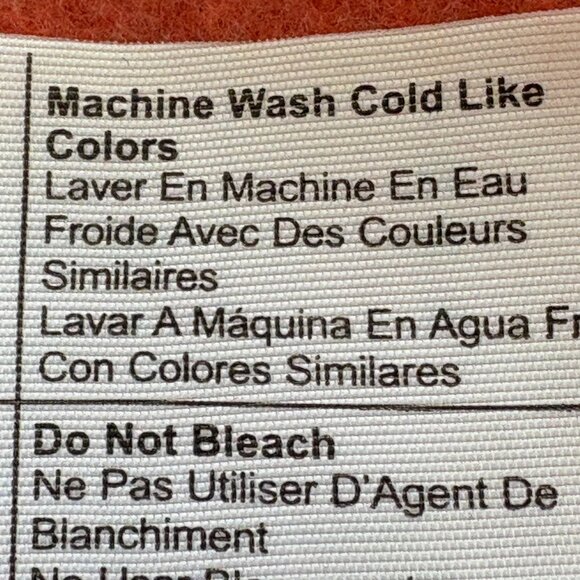 Machine Wash Cold Like
Colors
Laver En Machine En Eau
Froide Avec Des Couleurs
Similaires
Lavar A Máquina En Agua
Con Colores Similares
Do Not Bleach
Ne Pas Utiliser D'Agent De
Blanchiment